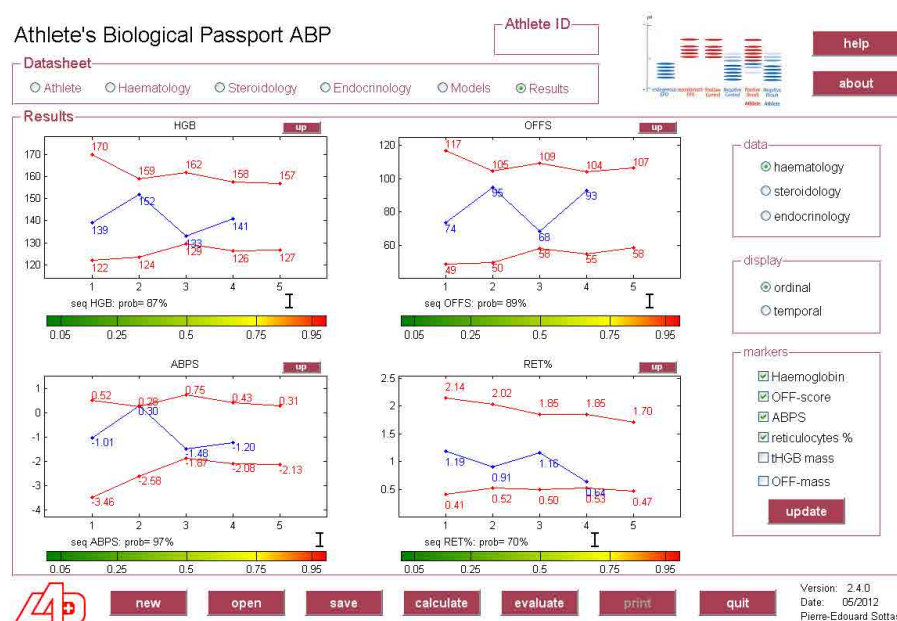 Athlete's Biological Passport ABP
Athlete ID
help
about
Datasheet
Athlete Haematology Steroidology Endocrinology Models Results
Results
HGB
up
170
160
150
140
130
120
170 159 162 158 157
139 152 133 141
122 124 129 126 127
1 2 3 4 5
seq HGB: prob= 87%
0.05 0.25 0.5 0.75 0.95
OFFS
up
120
100
80
60
117 105 109 104 107
74 95 68 93
49 50 58 55 58
1 2 3 4 5
seq OFFS: prob= 89%
0.05 0.25 0.5 0.75 0.95
ABPS
up
1
0
-1
-2
-3
-4
0.52 0.28 0.75 0.43 0.31
-1.01 0.30 -1.48 -1.20
-3.46 -2.58 -1.87 -2.08 -2.13
1 2 3 4 5
seq ABPS: prob= 97%
0.05 0.25 0.5 0.75 0.95
RET%
up
2.5
2
1.5
1
0.5
2.14 2.02 1.85 1.85 1.70
1.19 0.91 1.16 0.64
0.41 0.52 0.50 0.53 0.47
1 2 3 4 5
seq RET%: prob= 70%
0.05 0.25 0.5 0.75 0.95
data
haematology
steroidology
endocrinology
display
ordinal
temporal
markers
Haemoglobin
OFF-score
ABPS
reticulocytes %
tHGB mass
OFF-mass
update
new open save calculate evaluate print quit
Version: 2.4.0
Date: 05/2012
Pierre-Edouard Sottas